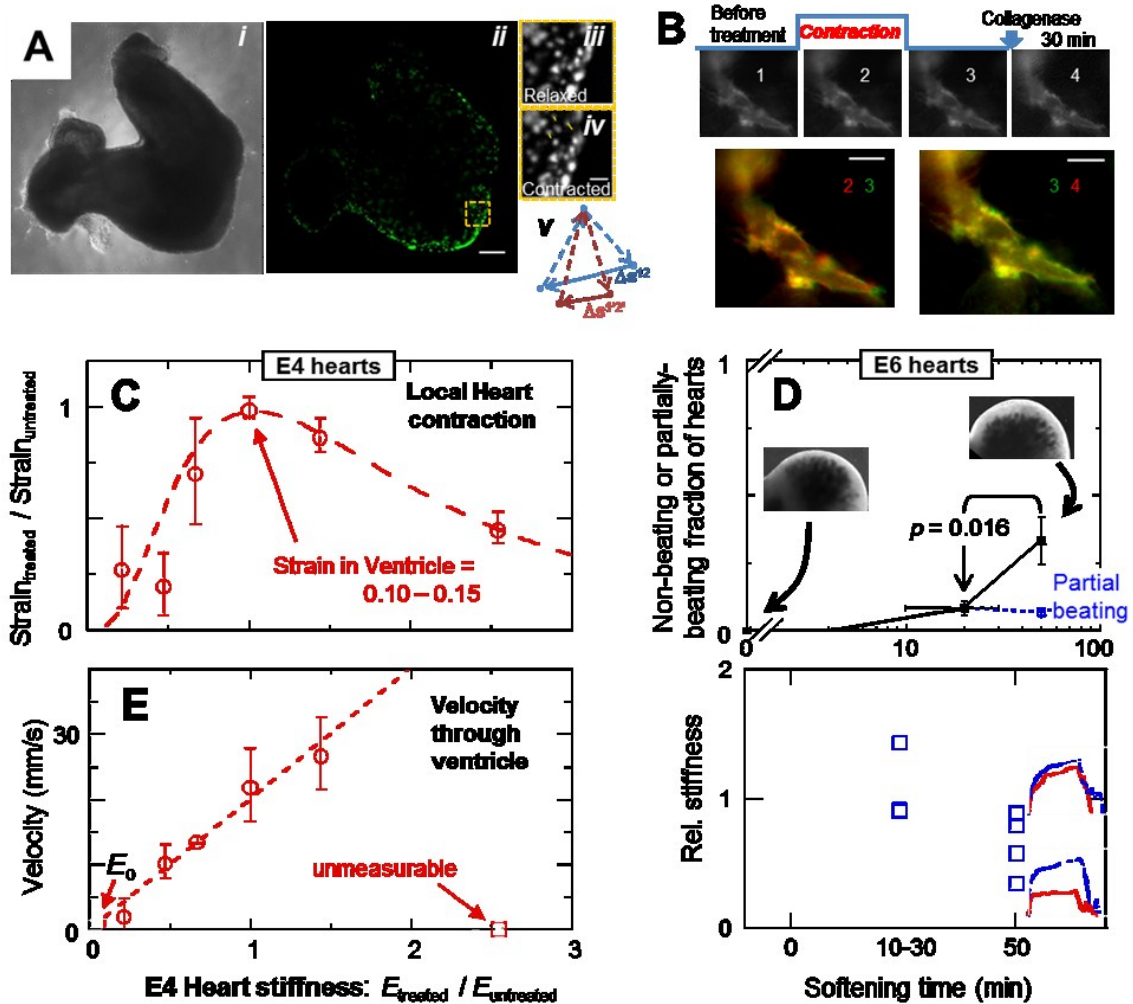 A
i
ii
iii
Relaxed
iv
Contracted
v
Δs¹²
Δs¹'²'
B
Before
treatment
Contraction
Collagenase
30 min
1
2
3
4
2 3
3 4
E4 hearts
C
Local Heart
contraction
Strain_treated / Strain_untreated
1
0
Strain in Ventricle =
0.10 – 0.15
E6 hearts
D
Non-beating or partially-
beating fraction of hearts
1
0
p = 0.016
Partial
beating
0
10
100
E
Velocity
through
ventricle
Velocity (mm/s)
30
0
E₀
unmeasurable
0
1
2
3
E4 Heart stiffness: E_treated / E_untreated
Rel. stiffness
2
1
0
0
10-30
50
Softening time (min)